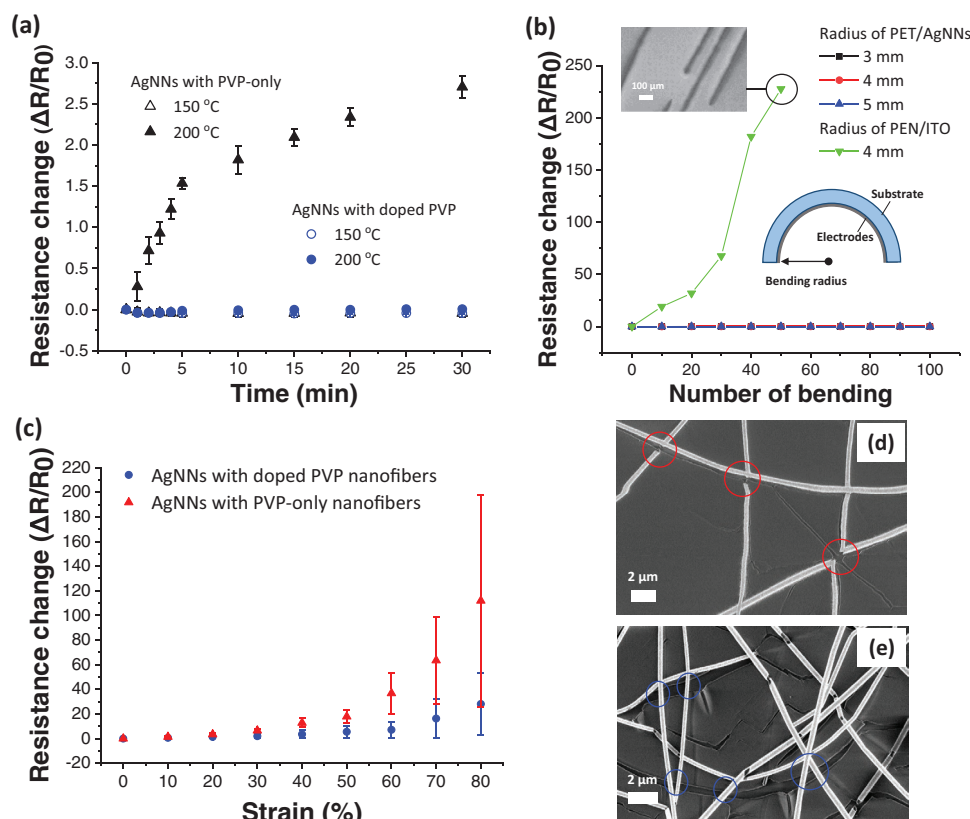 (a)
Resistance change (ΔR/R0)
3.0
2.5
2.0
1.5
1.0
0.5
0.0
-0.5
AgNNs with PVP-only
150 °C
200 °C
AgNNs with doped PVP
150 °C
200 °C
0 5 10 15 20 25 30
Time (min)
(b)
Resistance change (ΔR/R0)
250
225
200
175
150
125
100
75
50
25
0
100 µm
Radius of PET/AgNNs
3 mm
4 mm
5 mm
Radius of PEN/ITO
4 mm
Substrate
Electrodes
Bending radius
0 20 40 60 80 100
Number of bending
(c)
Resistance change (ΔR/R0)
220
200
180
160
140
120
100
80
60
40
20
0
-20
AgNNs with doped PVP nanofibers
AgNNs with PVP-only nanofibers
0 10 20 30 40 50 60 70 80
Strain (%)
(d)
2 µm
(e)
2 µm